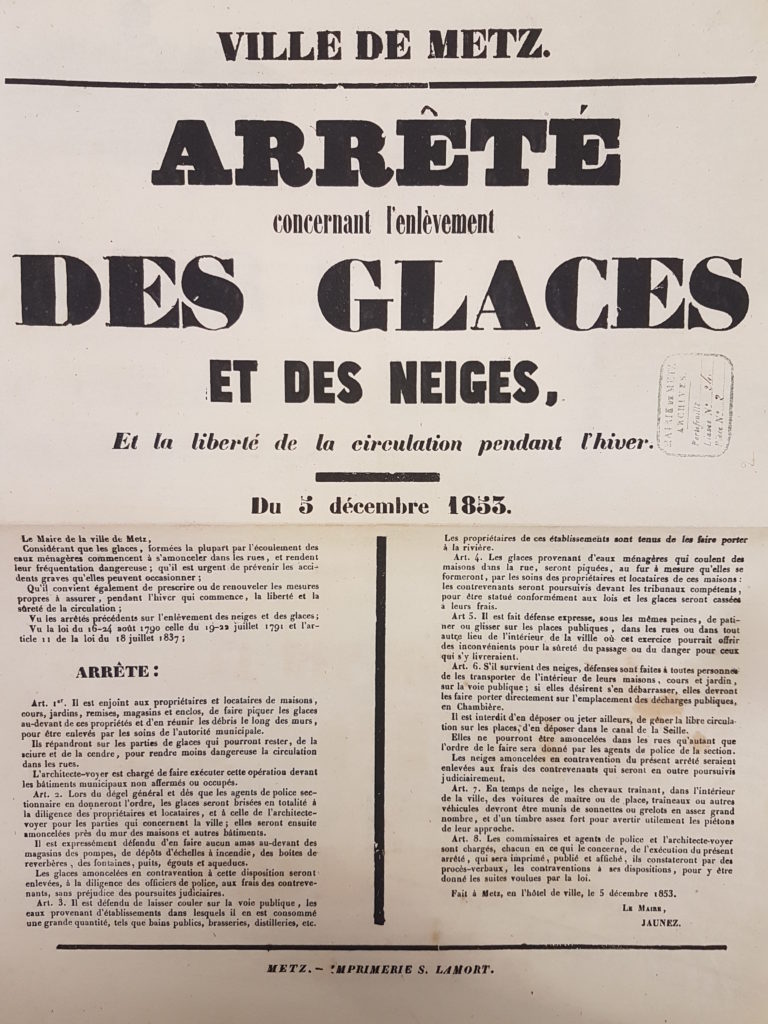 VILLE DE METZ.
ARRÊTÉ
concernant l'enlèvement
DES GLACES
ET DES NEIGES,
Et la liberté de la circulation pendant l'hiver.
MAIRIE DE METZ
ARCHIVES
Portefeuille
Liasse N°
Pièce N° 2
Du 5 décembre 1853.
Le Maire de la ville de Metz,
Considérant que les glaces, formées la plupart par l'écoulement des
eaux ménagères commencent à s'amonceler dans les rues, et rendent
leur fréquentation dangereuse ; qu'il est urgent de prévenir les acci-
dents graves qu'elles peuvent occasionner ;
Qu'il convient également de prescrire ou de renouveler les mesures
propres à assurer, pendant l'hiver qui commence, la liberté et la
sûreté de la circulation ;
Vu les arrêtés précédents sur l'enlèvement des neiges et des glaces ;
Vu la loi du 16-24 août 1790 celle du 19-22 juillet 1791 et l'ar-
ticle 11 de la loi du 18 juillet 1837 ;
ARRÊTE :
Art. 1er. Il est enjoint aux propriétaires et locataires de maisons,
cours, jardins, remises, magasins et enclos, de faire piquer les glaces
au-devant de ces propriétés et d'en réunir les débris le long des murs,
pour être enlevés par les soins de l'autorité municipale.
Ils répandront sur les parties de glaces qui pourront rester, de la
sciure et de la cendre, pour rendre moins dangereuse la circulation
dans les rues.
L'architecte-voyer est chargé de faire exécuter cette opération devant
les bâtiments municipaux non affermés ou occupés.
Art. 2. Lors du dégel général et dès que les agents de police sec-
tionnaire en donneront l'ordre, les glaces seront brisées en totalité à
la diligence des propriétaires et locataires, et à celle de l'architecte-
voyer pour les parties qui concernent la ville ; elles seront ensuite
amoncelées près du mur des maisons et autres bâtiments.
Il est expressément défendu d'en faire aucun amas au-devant des
magasins des pompes, de dépôts d'échelles à incendie, des boites de
reverbères, des fontaines, puits, égouts et aqueducs.
Les glaces amoncelées en contravention à cette disposition seront
enlevées, à la diligence des officiers de police, aux frais des contreve-
nants, sans préjudice des poursuites judiciaires.
Art. 3. Il est défendu de laisser couler sur la voie publique, les
eaux provenant d'établissements dans lesquels il en est consommé
une grande quantité, tels que bains publics, brasseries, distilleries, etc.
Les propriétaires de ces établissements sont tenus de les faire porter
à la rivière.
Art. 4. Les glaces provenant d'eaux ménagères qui coulent des
maisons dans la rue, seront piquées, au fur à mesure qu'elles se
formeront, par les soins des propriétaires et locataires de ces maisons :
les contrevenants seront poursuivis devant les tribunaux compétents,
pour être statué conformément aux lois et les glaces seront cassées
a leurs frais.
Art 5. Il est fait défense expresse, sous les mêmes peines, de pati-
ner ou glisser sur les places publiques, dans les rues ou dans tout
autre lieu de l'intérieur de la villle où cet exercice pourrait offrir
des inconvénients pour la sûreté du passage ou du danger pour ceux
qui s'y livreraient.
Art. 6. S'il survient des neiges, défenses sont faites à toutes personnes
de les transporter de l'intérieur de leurs maisons, cours et jardin,
sur la voie publique ; si elles désirent s'en débarrasser, elles devront
les faire porter directement sur l'emplacement des décharges publiques,
en Chambière.
Il est interdit d'en déposer ou jeter ailleurs, de gêner la libre circula-
tion sur les places, d'en déposer dans le canal de la Seille.
Elles ne pourront être amoncelées dans les rues qu'autant que
l'ordre de le faire sera donné par les agents de police de la section.
Les neiges amoncelées en contravention du présent arrêté seraient
enlevées aux frais des contrevenants qui seront en outre poursuivis
judiciairement.
Art. 7. En temps de neige, les chevaux trainant, dans l'intérieur
de la ville, des voitures de maitre ou de place, traîneaux ou autres
véhicules devront être munis de sonnettes ou grelots en assez grand
nombre, et d'un timbre assez fort pour avertir utilement les piétons
de leur approche.
Art. 8. Les commissaires et agents de police et l'architecte-voyer
sont chargés, chacun en ce qui le concerne, de l'exécution du présent
arrêté, qui sera imprimé, publié et affiché, ils constateront par des
procès-verbaux, les contraventions à ses dispositions, pour y être
donné les suites voulues par la loi.
Fait à Metz, en l'hôtel de ville, le 5 décembre 1853.
LE MAIRE,
JAUNEZ.
METZ. — IMPRIMERIE S. LAMORT.